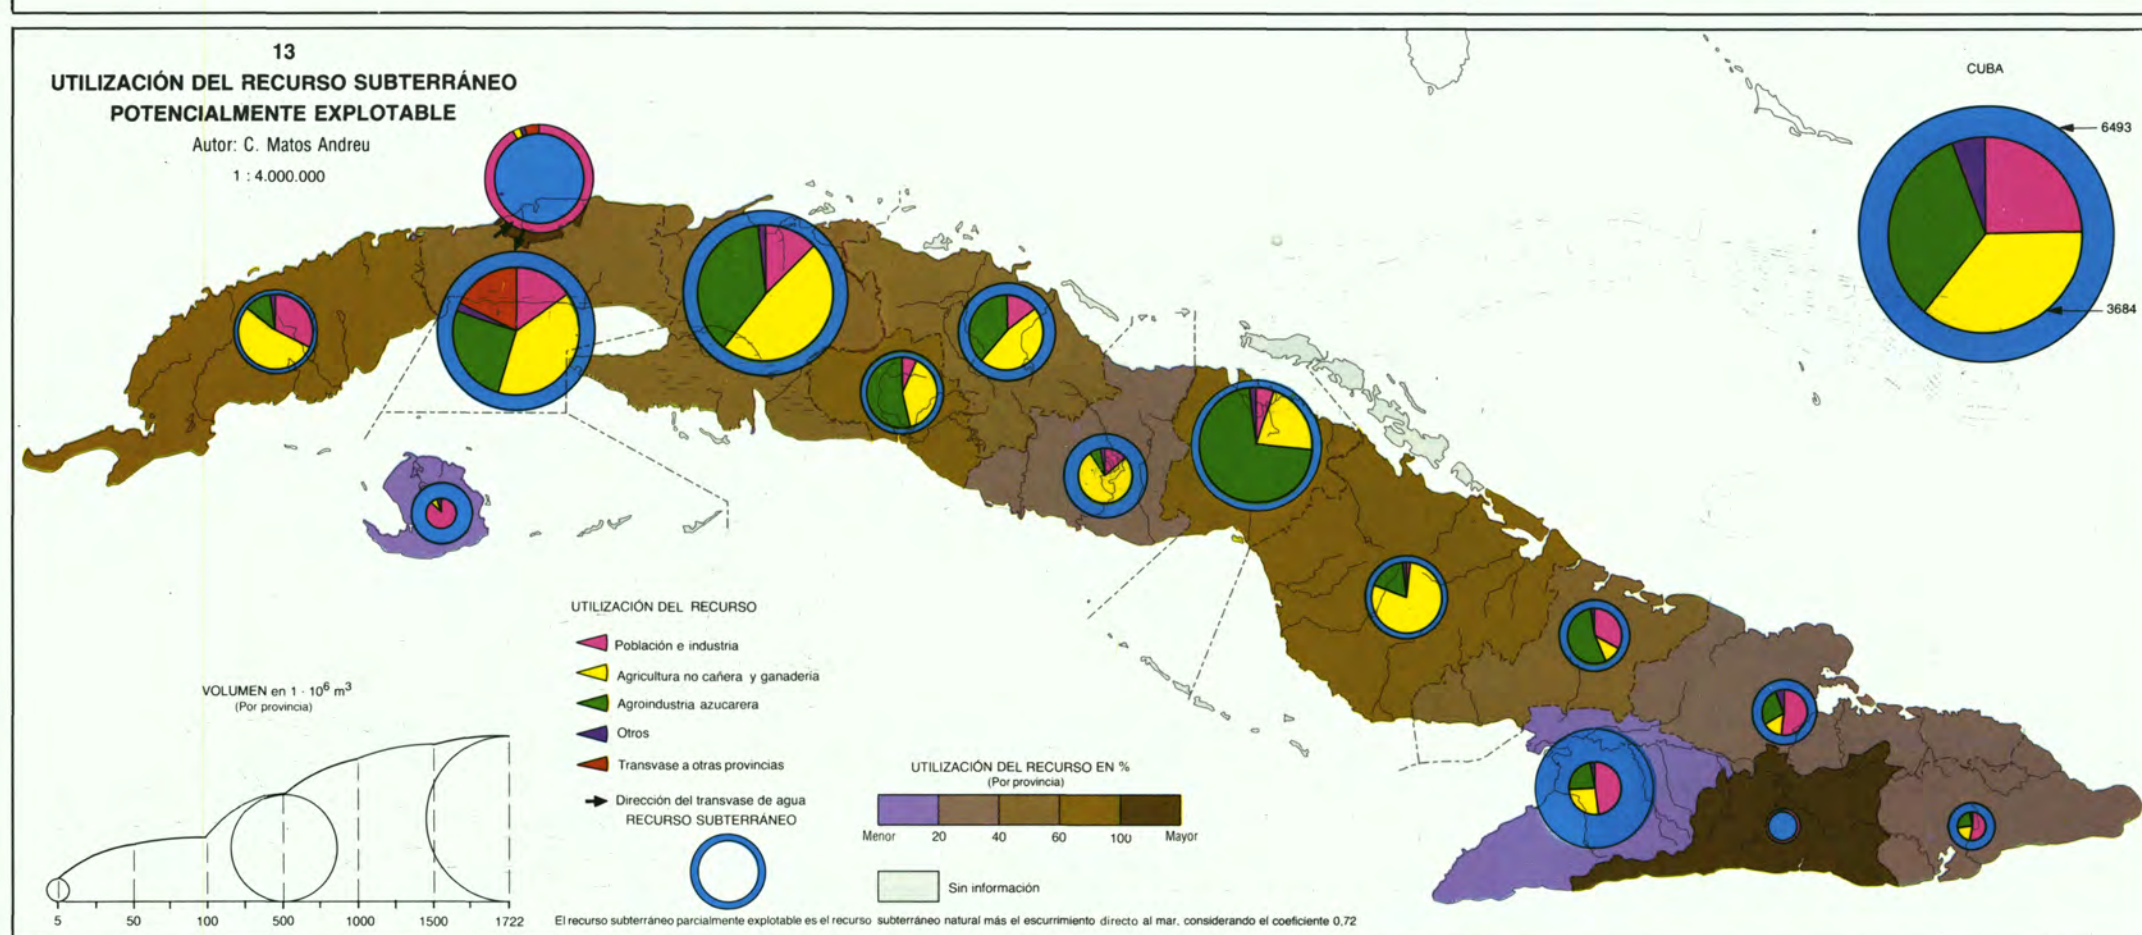 13
UTILIZACIÓN DEL RECURSO SUBTERRÁNEO
POTENCIALMENTE EXPLOTABLE
Autor: C. Matos Andreu
1 : 4.000.000
CUBA
6493
3684
UTILIZACIÓN DEL RECURSO
Población e industria
Agricultura no cañera y ganaderia
Agroindustria azucarera
Otros
Transvase a otras provincias
Dirección del transvase de agua
RECURSO SUBTERRÁNEO
VOLUMEN en 1 · 10⁶ m³
(Por provincia)
5 50 100 500 1000 1500 1722
UTILIZACIÓN DEL RECURSO EN %
(Por provincia)
Menor 20 40 60 100 Mayor
Sin información
El recurso subterráneo parcialmente explotable es el recurso subterráneo natural más el escurrimiento directo al mar, considerando el coeficiente 0,72